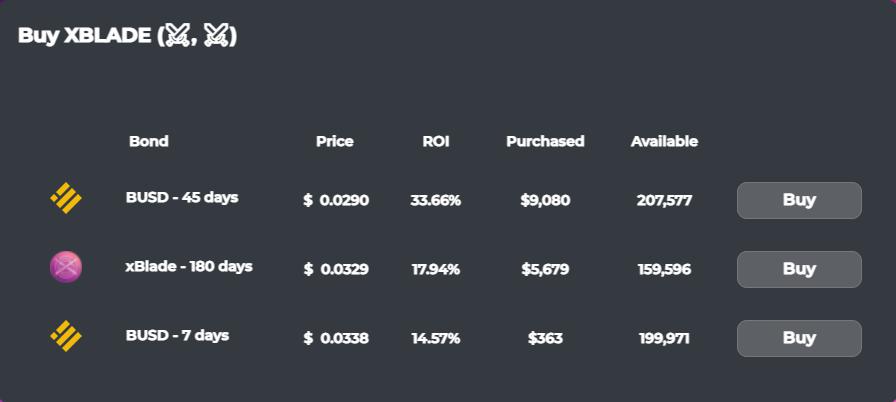 Buy XBLADE (⚔, ⚔)
Bond Price ROI Purchased Available
BUSD - 45 days $ 0.0290 33.66% $9,080 207,577 Buy
xBlade - 180 days $ 0.0329 17.94% $5,679 159,596 Buy
BUSD - 7 days $ 0.0338 14.57% $363 199,971 Buy